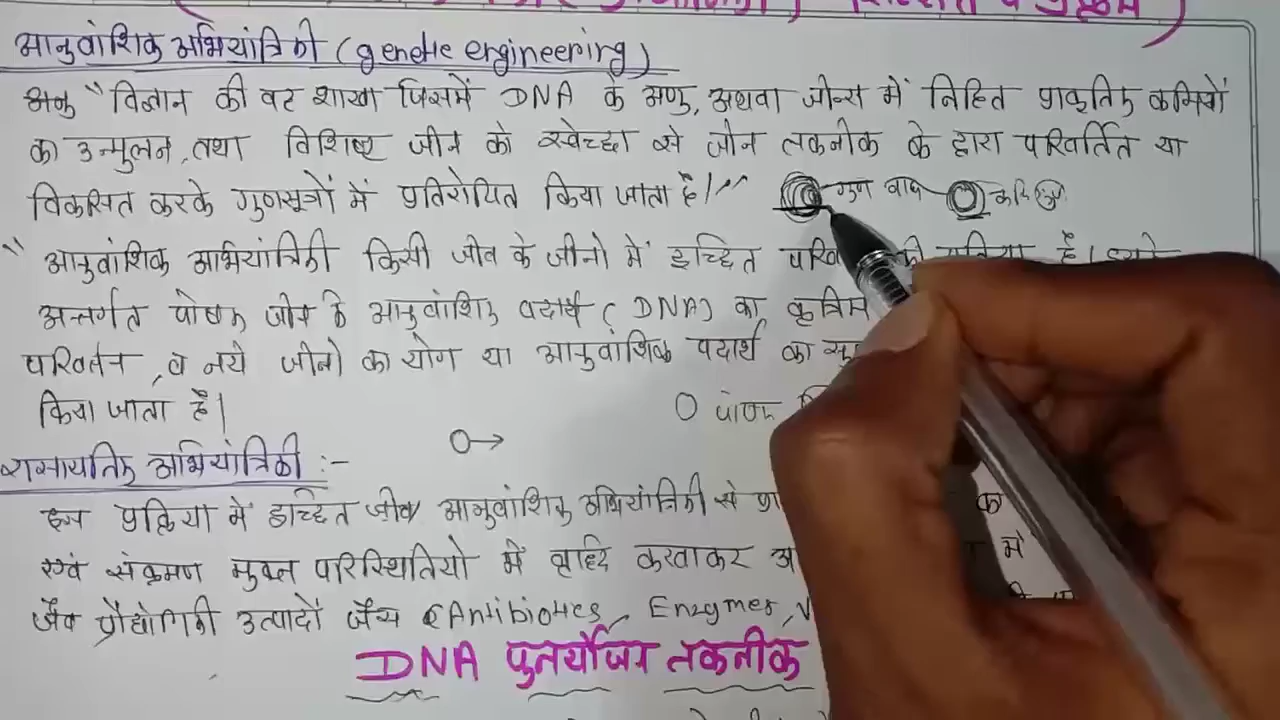 आनुवांशिक अभियांत्रिकी (genetic engineering)
"विज्ञान की वह शाखा जिसमें DNA के अणु, अथवा जीन्स में निहित प्राकृतिक कमियों
का उन्मुलन, तथा विशिष्ट जीन को स्वेच्छा से जीन तकनीक के द्वारा परिवर्तित या
विकसित करके गुणसूत्रों में प्रतिरोपित किया जाता है।"
" आनुवांशिक अभियांत्रिकी किसी जीव के जीनो में इच्छित है।
अन्तर्गत पोषक जीव के आनुवांशिक पदार्थ (DNA) का कृत्रिम
परिवर्तन, व नये जीनो का योग या आनुवांशिक पदार्थ का
किया जाता है।
रासायनिक अभियांत्रिकी :-
इस प्रक्रिया में इच्छित जीव आनुवांशिक अभियांत्रिकी से का
एवं संक्रमण मुक्त परिस्थितियो में वृद्धि करवाकर में
जैव प्रौद्योगिकी उत्पादों जैसे Antibiotics, Enzymes,
DNA पुनर्योजन तकनीक